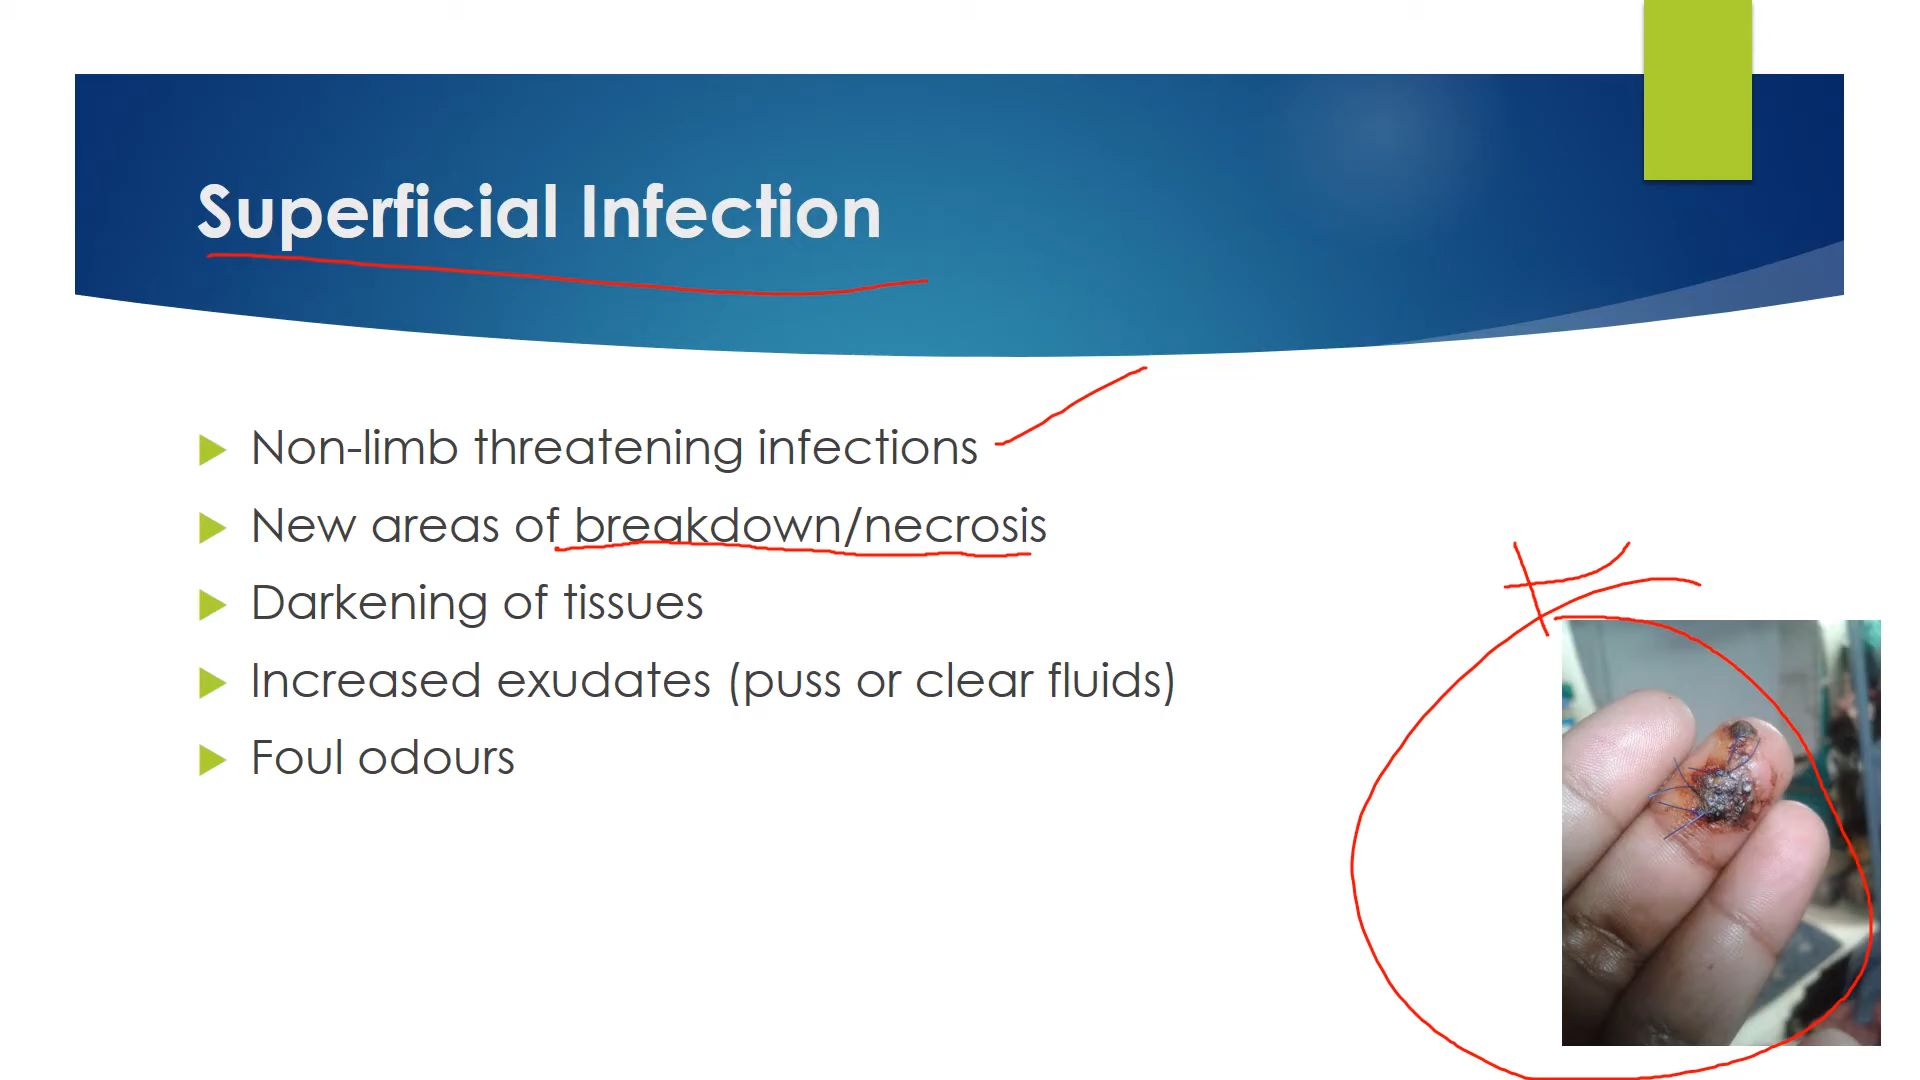 Superficial Infection
Non-limb threatening infections
New areas of breakdown/necrosis
Darkening of tissues
Increased exudates (puss or clear fluids)
Foul odours